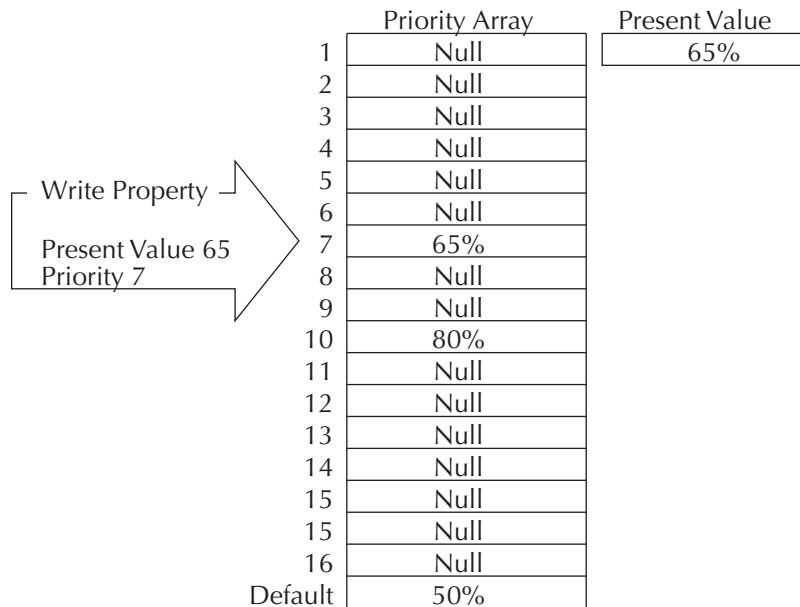 Priority Array Present Value
1 Null 65%
2 Null
3 Null
4 Null
5 Null
Write Property
6 Null
Present Value 65
7 65%
Priority 7
8 Null
9 Null
10 80%
11 Null
12 Null
13 Null
14 Null
15 Null
15 Null
16 Null
Default 50%